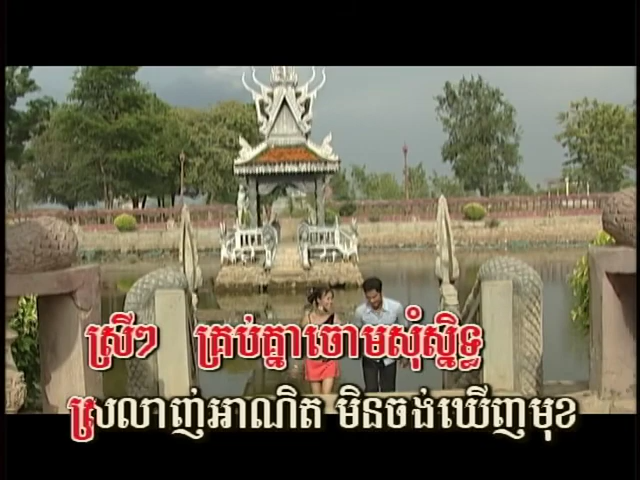 ស្រីៗ គ្រប់គ្នាចោមសុំស្និទ្ធ
ស្រលាញ់អាណិត មិនចង់ឃើញមុខ